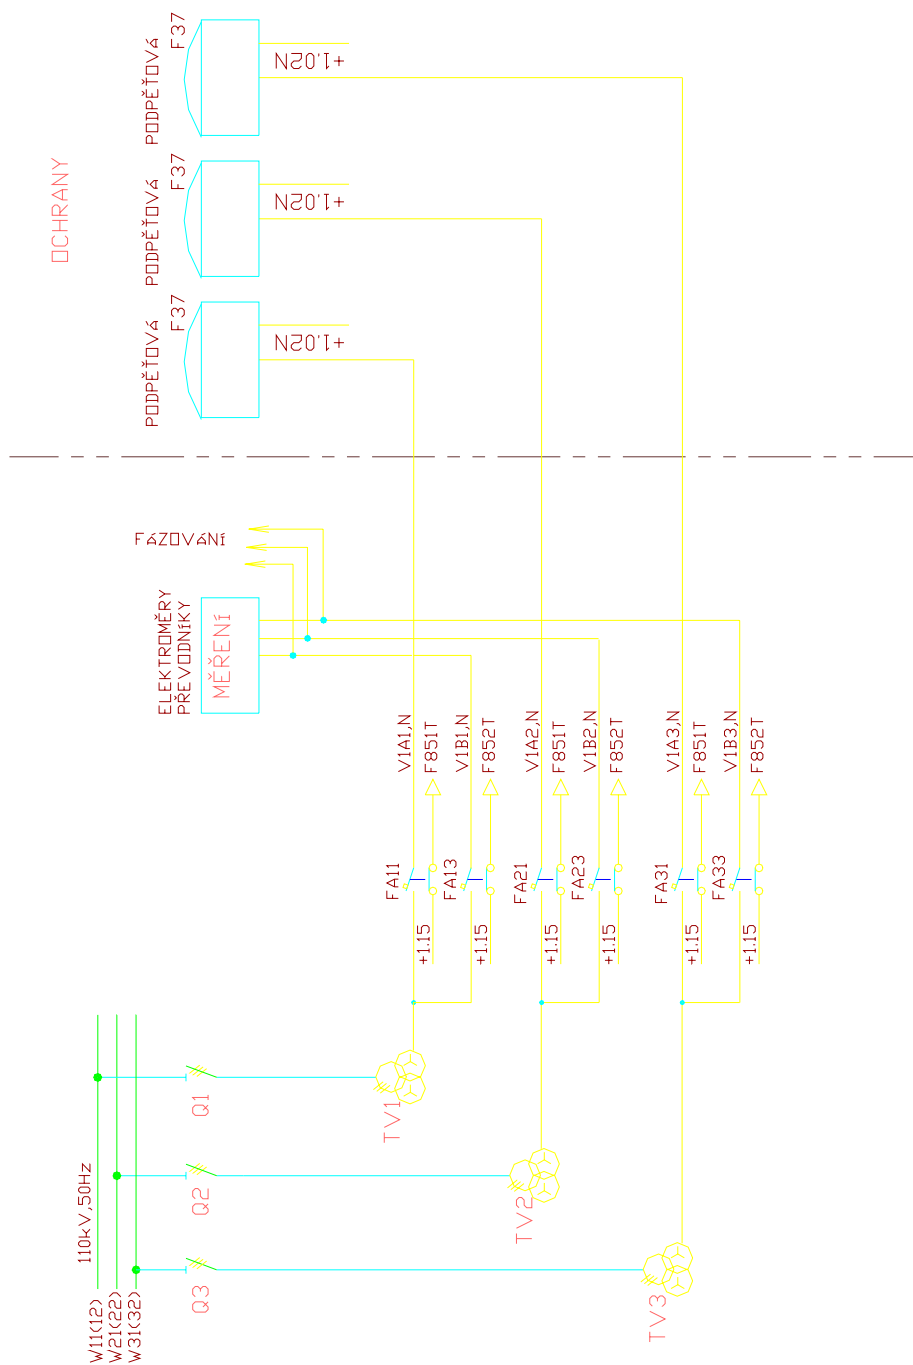 OCHRANY
PODPĚŤOVÁ
F37
+1.02N
PODPĚŤOVÁ
F37
+1.02N
PODPĚŤOVÁ
F37
+1.02N
FÁZOVÁNÍ
ELEKTROMĚRY
PŘEVODNÍKY
MĚŘENÍ
V1A1,N
F851T
V1B1,N
F852T
V1A2,N
F851T
V1B2,N
F852T
V1A3,N
F851T
V1B3,N
F852T
FA11
FA13
FA21
FA23
FA31
FA33
+1.15
+1.15
+1.15
+1.15
+1.15
+1.15
Q1
TV1
Q2
TV2
Q3
TV3
110kV,50Hz
W11(12)
W21(22)
W31(32)